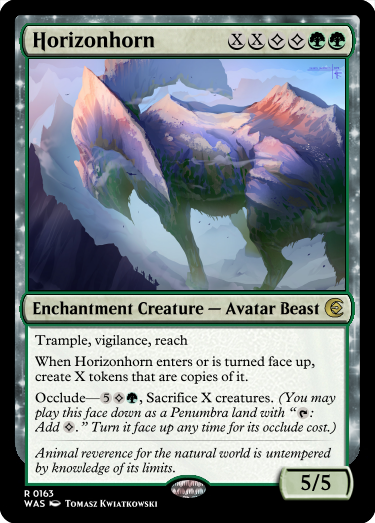 Horizonhorn XX
Enchantment Creature — Avatar Beast
Trample, vigilance, reach
When Horizonhorn enters or is turned face up,
create X tokens that are copies of it.
Occlude—5, Sacrifice X creatures. (You may
play this face down as a Penumbra land with “:
Add .” Turn it face up any time for its occlude cost.)
Animal reverence for the natural world is untempered
by knowledge of its limits.
5/5
R 0163
WAS Tomasz Kwiatkowski